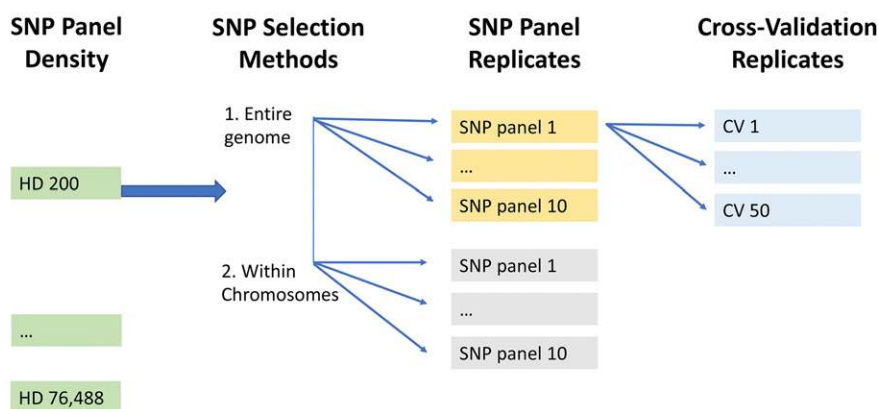 SNP Panel
Density
SNP Selection
Methods
SNP Panel
Replicates
Cross-Validation
Replicates
HD 200
...
HD 76,488
1. Entire
genome
2. Within
Chromosomes
SNP panel 1
...
SNP panel 10
SNP panel 1
...
SNP panel 10
CV 1
...
CV 50